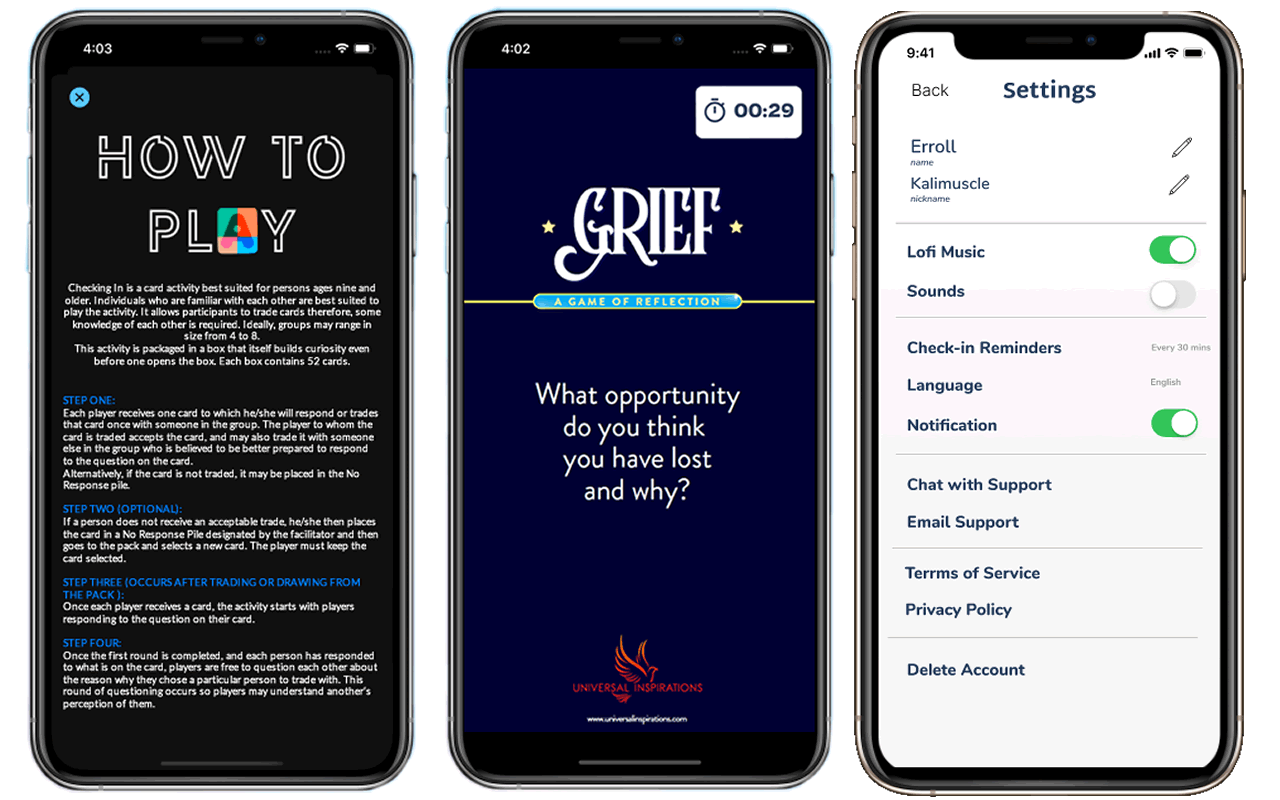 4:03
HOW TO
PLAY
Checking In is a card activity best suited for persons ages nine and
older. Individuals who are familiar with each other are best suited to
play the activity. It allows participants to trade cards therefore, some
knowledge of each other is required. Ideally, groups may range in
size from 4 to 8.
This activity is packaged in a box that itself builds curiosity even
before one opens the box. Each box contains 52 cards.
STEP ONE:
Each player receives one card to which he/she will respond or trades
that card once with someone in the group. The player to whom the
card is traded accepts the card, and may also trade it with someone
else in the group who is believed to be better prepared to respond
to the question on the card.
Alternatively, if the card is not traded, it may be placed in the No
Response pile.
STEP TWO (OPTIONAL):
If a person does not receive an acceptable trade, he/she then places
the card in a No Response Pile designated by the facilitator and then
goes to the pack and selects a new card. The player must keep the
card selected.
STEP THREE (OCCURS AFTER TRADING OR DRAWING FROM
THE PACK ):
Once each player receives a card, the activity starts with players
responding to the question on their card.
STEP FOUR:
Once the first round is completed, and each person has responded
to what is on the card, players are free to question each other about
the reason why they chose a particular person to trade with. This
round of questioning occurs so players may understand another's
perception of them.
4:02
00:29
GRIEF
A GAME OF REFLECTION
What opportunity
do you think
you have lost
and why?
UNIVERSAL INSPIRATIONS
www.universalinspirations.com
9:41
Back
Settings
Erroll
name
Kalimuscle
nickname
Lofi Music
Sounds
Check-in Reminders
Every 30 mins
Language
English
Notification
Chat with Support
Email Support
Terrms of Service
Privacy Policy
Delete Account